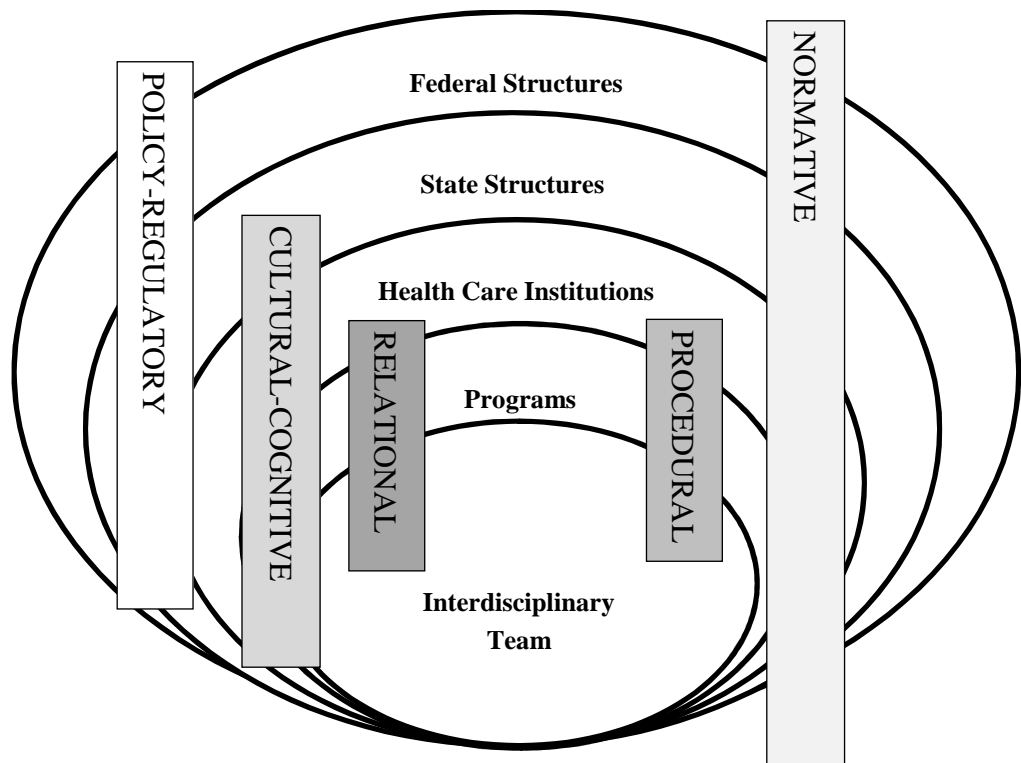 Federal Structures
State Structures
Health Care Institutions
Programs
Interdisciplinary
Team
POLICY-REGULATORY
CULTURAL-COGNITIVE
RELATIONAL
PROCEDURAL
NORMATIVE